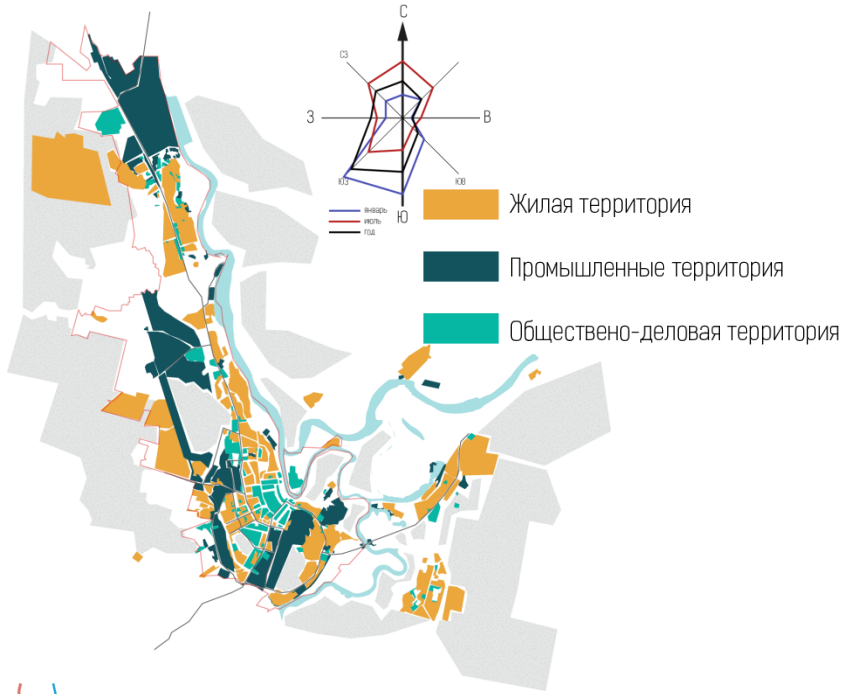 С
СЗ
З
В
ЮЗ
ЮВ
Ю
январь
июль
год
Жилая территория
Промышленные территория
Обществено-деловая территория